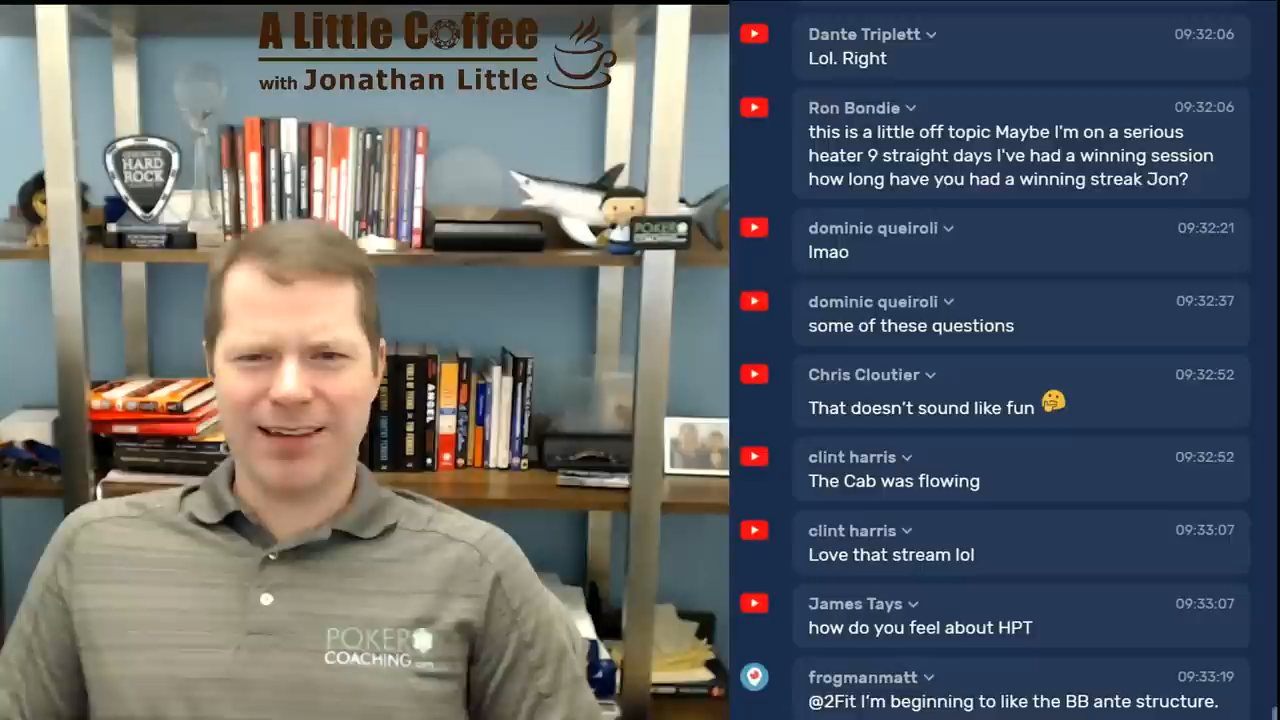 A Little Coffee
with Jonathan Little
HARD
ROCK
POKER
COACHING
ANGEL
POKER
COACHING.com
Dante Triplett
09:32:06
Lol. Right
Ron Bondie
09:32:06
this is a little off topic Maybe I'm on a serious
heater 9 straight days I've had a winning session
how long have you had a winning streak Jon?
dominic queiroli
09:32:21
lmao
dominic queiroli
09:32:37
some of these questions
Chris Cloutier
09:32:52
That doesn't sound like fun
clint harris
09:32:52
The Cab was flowing
clint harris
09:33:07
Love that stream lol
James Tays
09:33:07
how do you feel about HPT
frogmanmatt
09:33:19
@2Fit I'm beginning to like the BB ante structure.